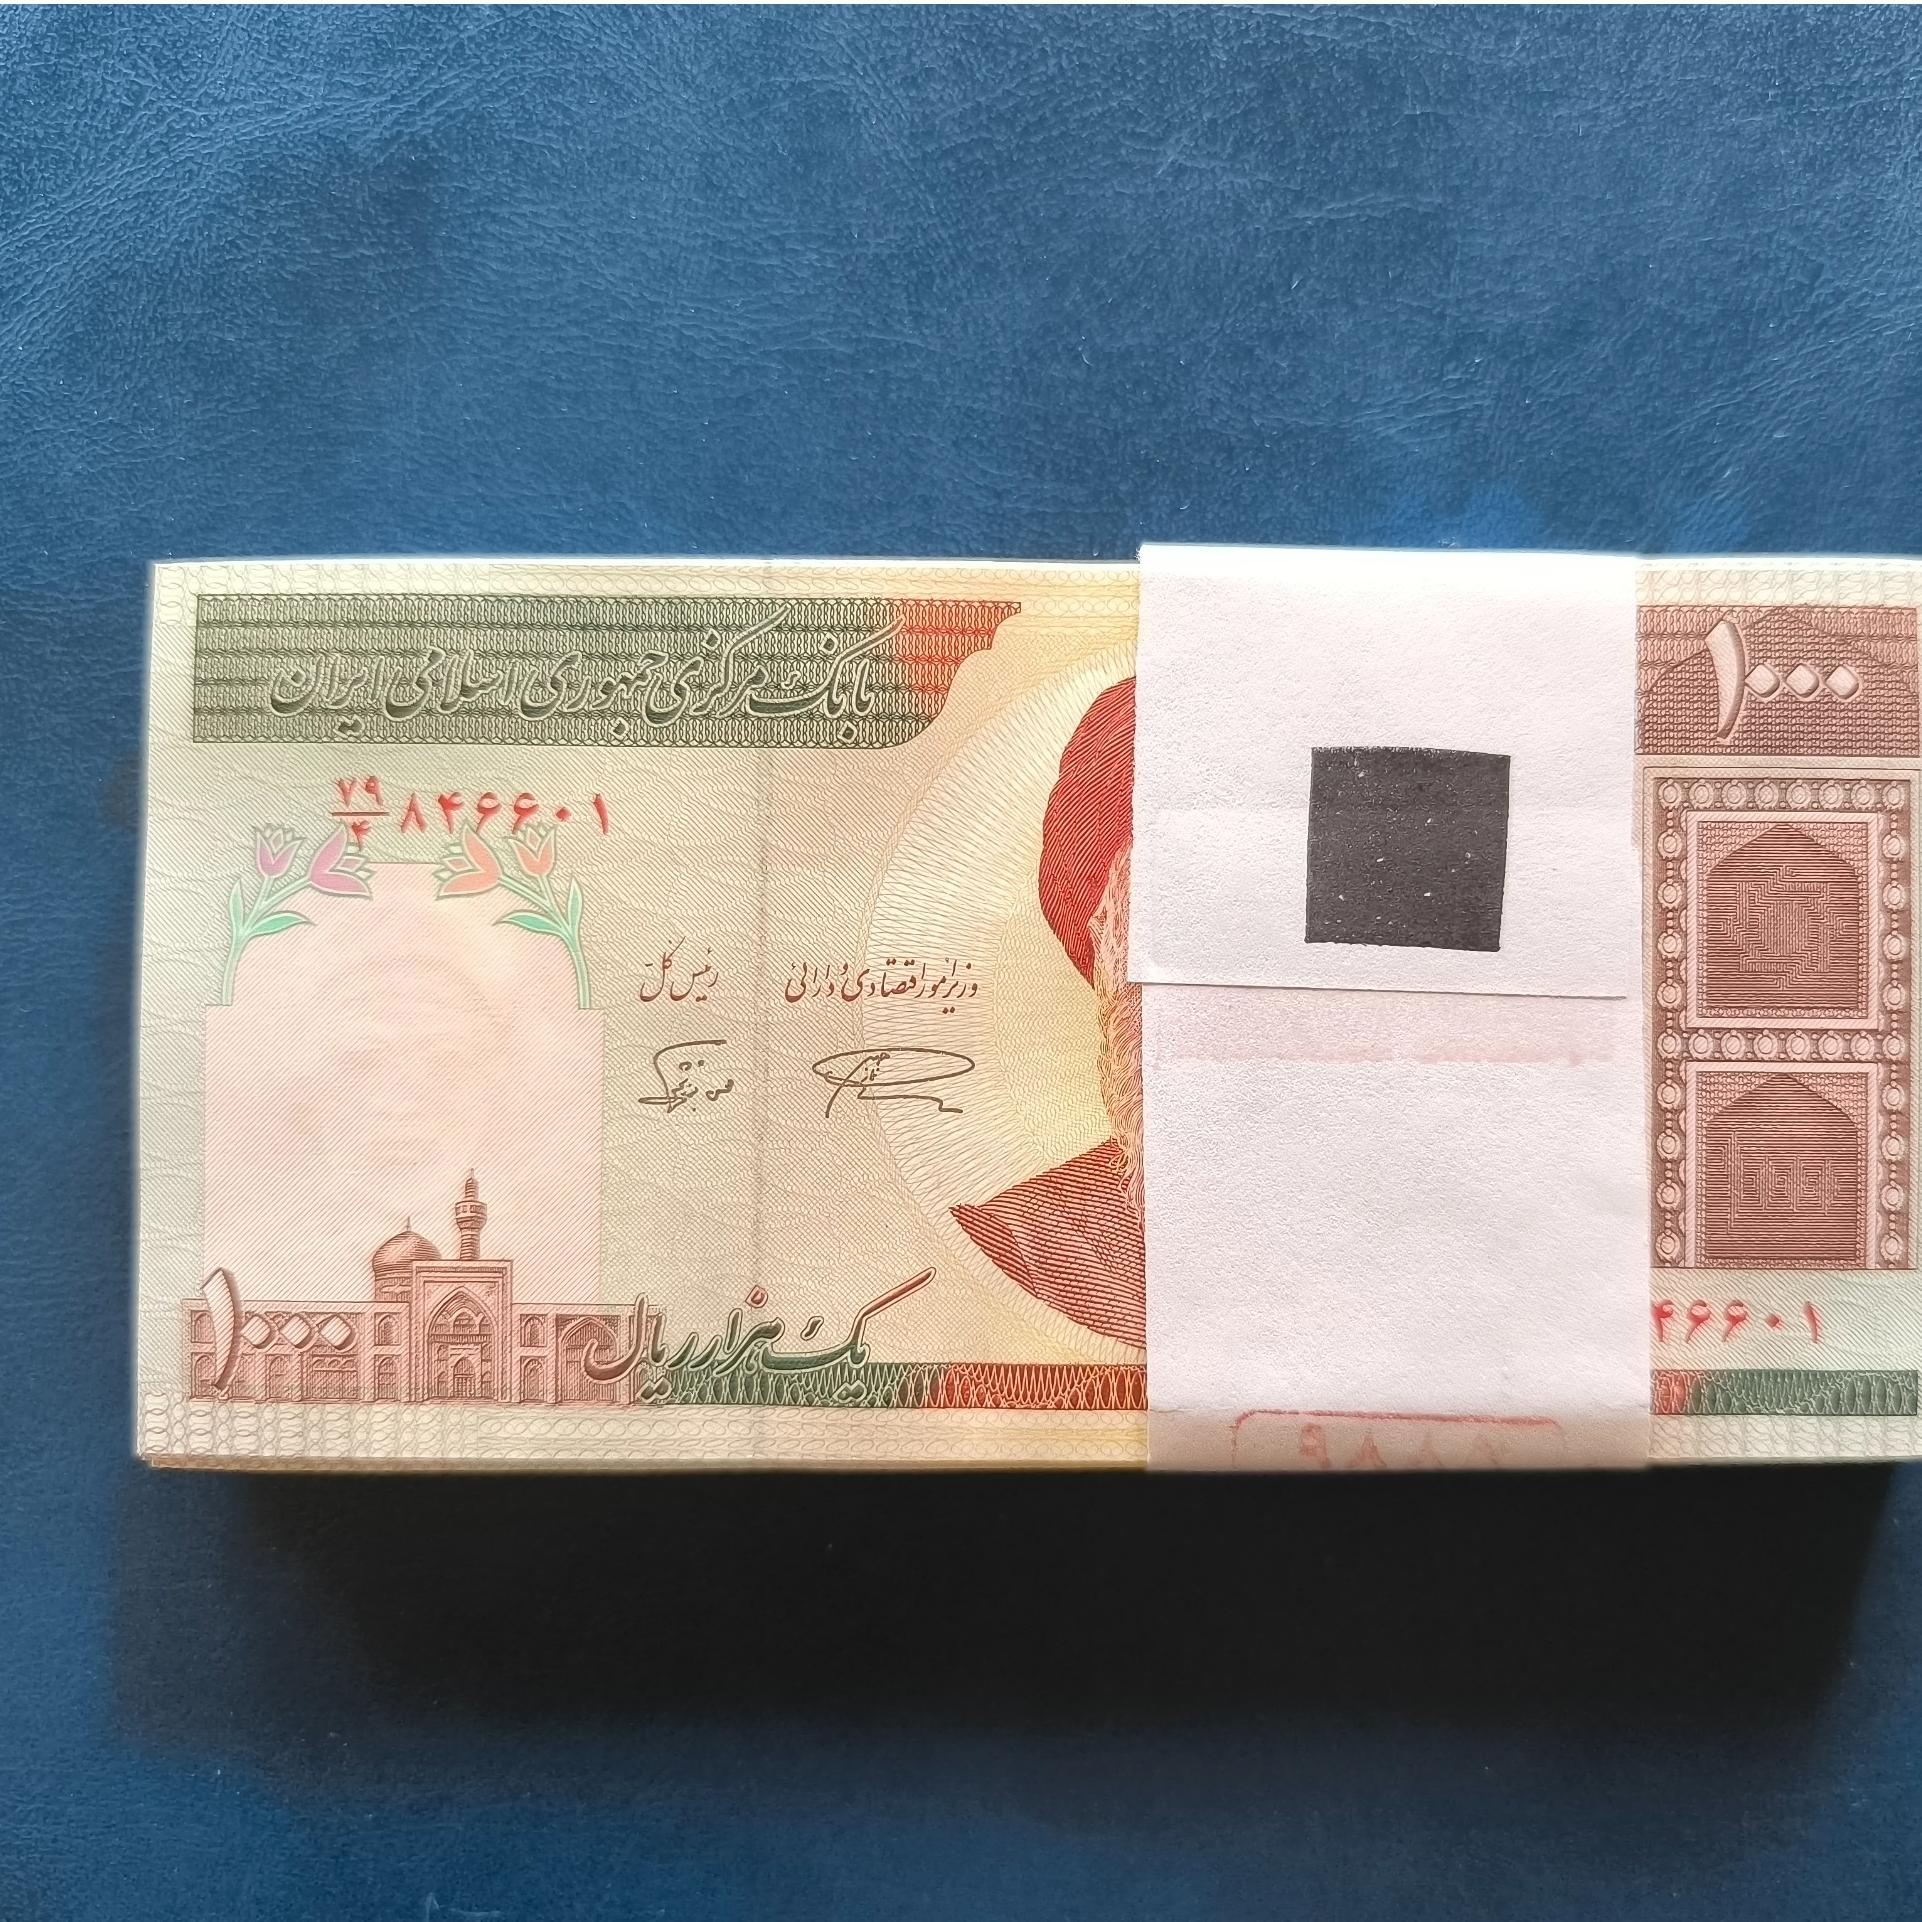 بانک مرکزی جمهوری اسلامی ایران
۱۰۰۰
۷۹
۴
۸۴۶۶۰۱
رئیس کل
وزیر امور اقتصادی و دارائی
۴۶۶۰۱
۱۰۰۰
یک هزار ریال